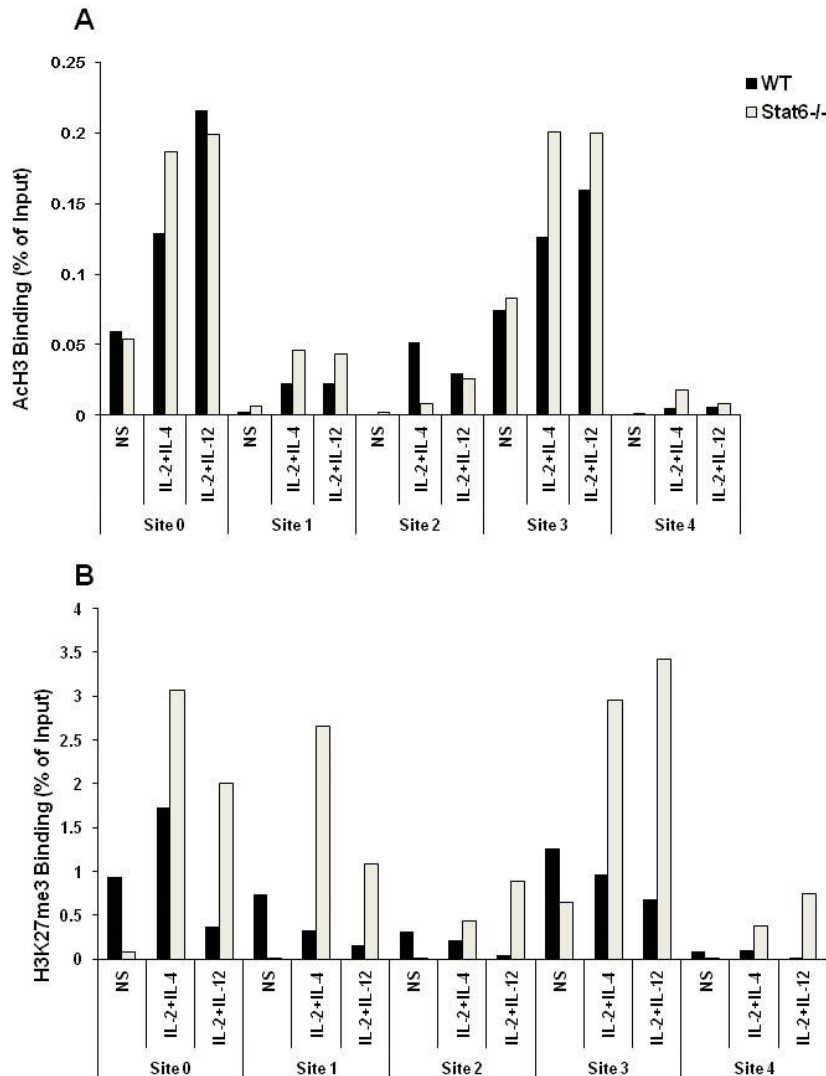 A
AcH3 Binding (% of Input)
0.25
0.2
0.15
0.1
0.05
0
WT
Stat6-/-
NS
IL-2+IL-4
IL-2+IL-12
NS
IL-2+IL-4
IL-2+IL-12
NS
IL-2+IL-4
IL-2+IL-12
NS
IL-2+IL-4
IL-2+IL-12
NS
IL-2+IL-4
IL-2+IL-12
Site 0
Site 1
Site 2
Site 3
Site 4
B
H3K27me3 Binding (% of Input)
4
3.5
3
2.5
2
1.5
1
0.5
0
NS
IL-2+IL-4
IL-2+IL-12
NS
IL-2+IL-4
IL-2+IL-12
NS
IL-2+IL-4
IL-2+IL-12
NS
IL-2+IL-4
IL-2+IL-12
NS
IL-2+IL-4
IL-2+IL-12
Site 0
Site 1
Site 2
Site 3
Site 4